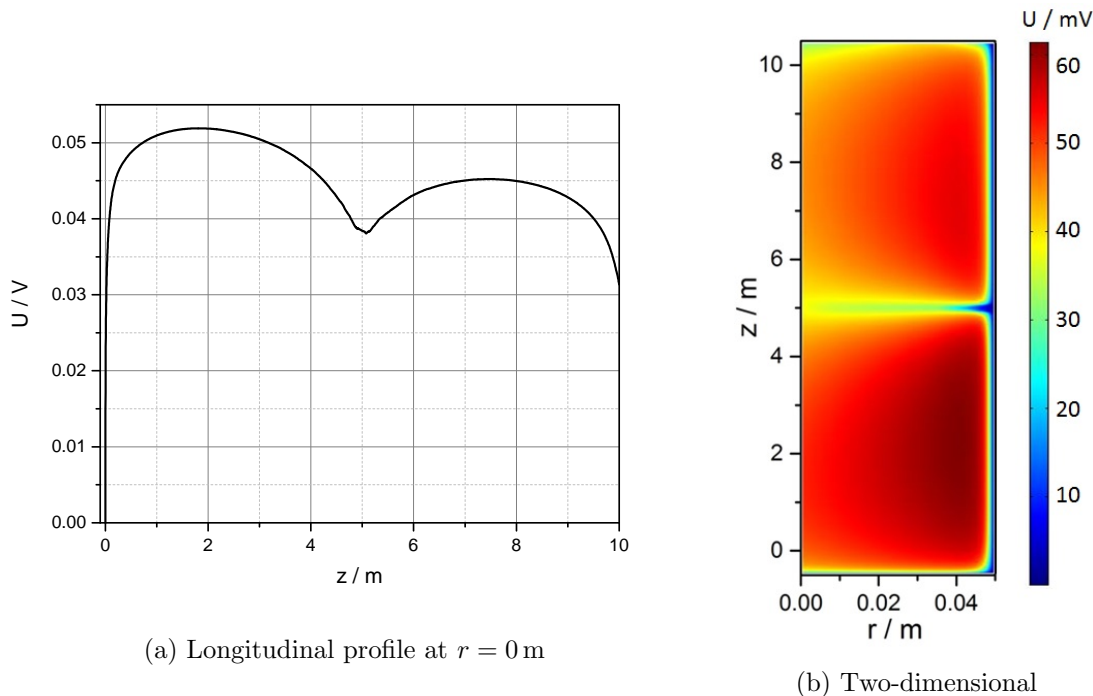 0.05
0.04
0.03
0.02
0.01
0.00
U / V
0 2 4 6 8 10
z / m
(a) Longitudinal profile at r = 0 m
U / mV
10
8
6
4
2
0
z / m
0.00 0.02 0.04
r / m
60
50
40
30
20
10
(b) Two-dimensional